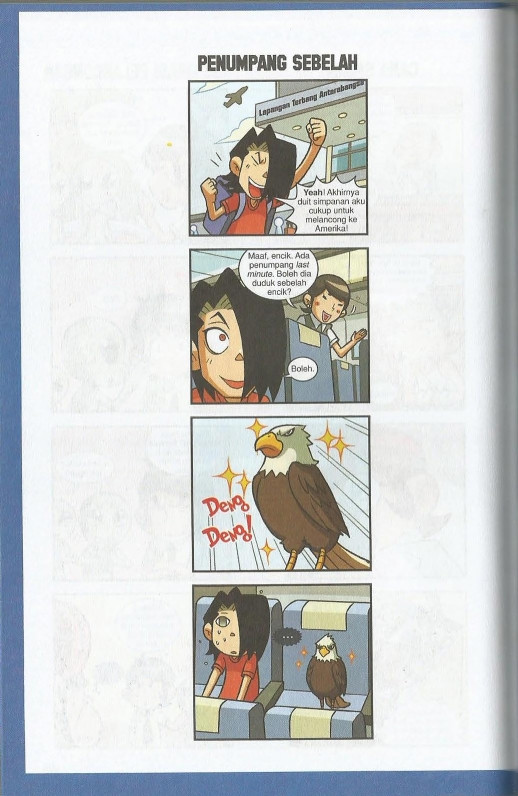 PENUMPANG SEBELAH
Lapangan Terbang Antarabangsa
Yeah! Akhirnya
duit simpanan aku
cukup untuk
melancong ke
Amerika!
Maaf, encik. Ada
penumpang last
minute. Boleh dia
duduk sebelah
encik?
Boleh.
Deng
Deng!
...